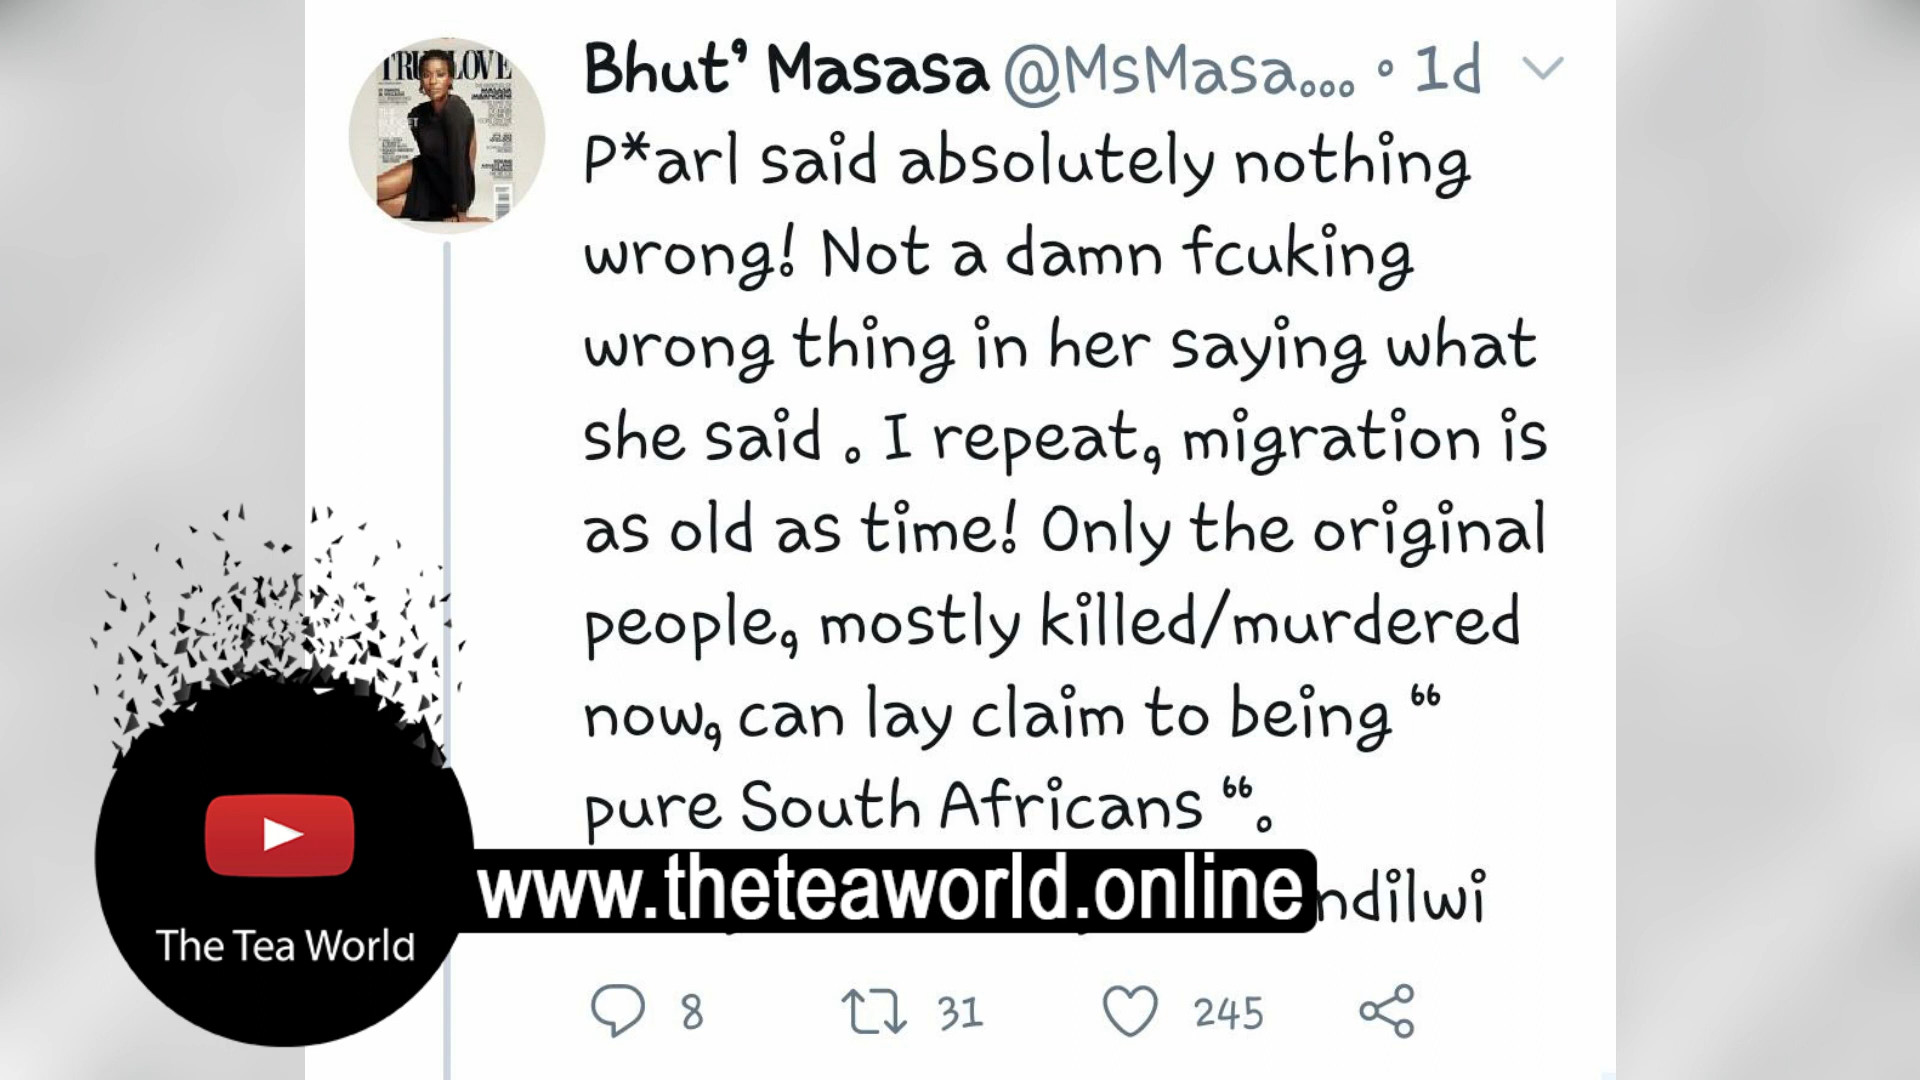 TRUE LOVE
Bhut' Masasa @MsMasa... • 1d
P*arl said absolutely nothing
wrong! Not a damn fcuking
wrong thing in her saying what
she said . I repeat, migration is
as old as time! Only the original
people, mostly killed/murdered
now, can lay claim to being “
pure South Africans “.
www.theteaworld.online
ndilwi
The Tea World
8 31 245